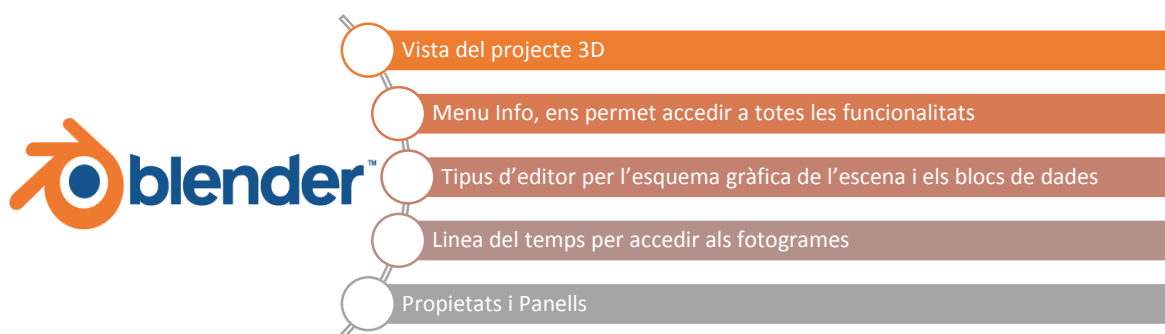 Vista del projecte 3D
Menu Info, ens permet accedir a totes les funcionalitats
blender™
Tipus d'editor per l'esquema gràfica de l'escena i els blocs de dades
Linea del temps per accedir als fotogrames
Propietats i Panells